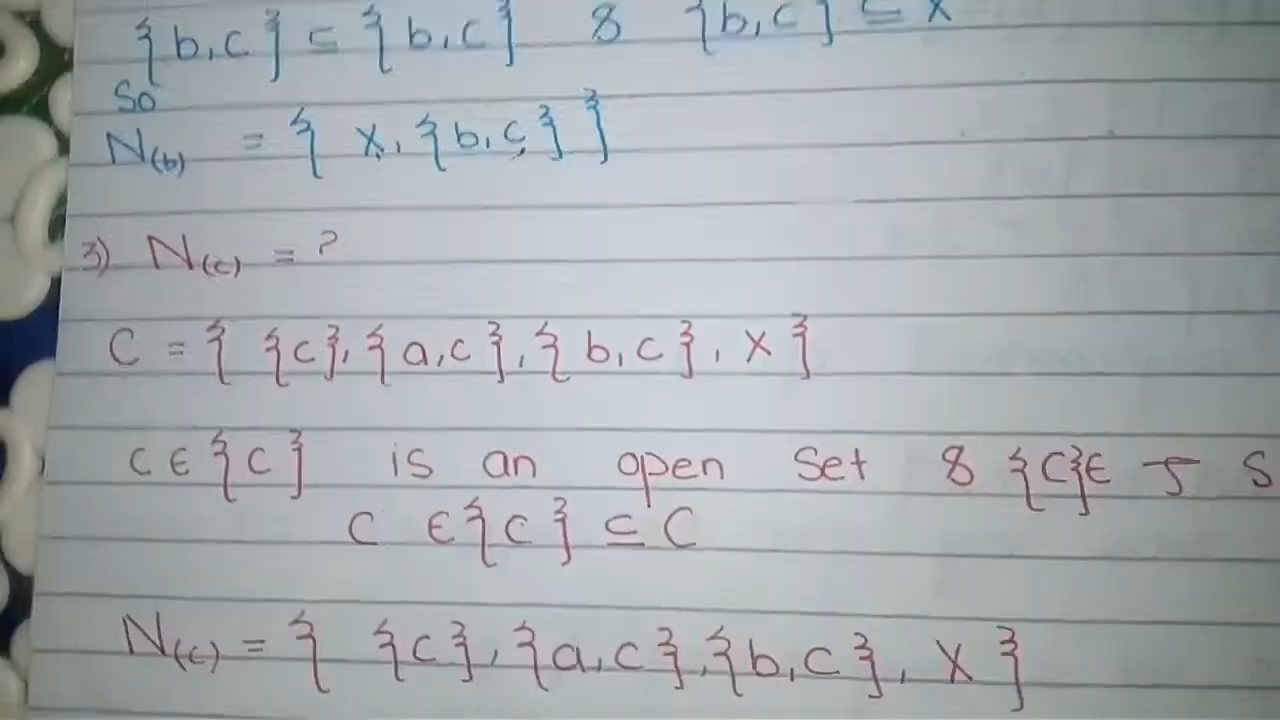 {b,c} ⊆ {b,c} & {b,c} ⊆ X
So
N(b) = { X, {b,c} }
3) N(c) = ?
C = { {c}, {a,c}, {b,c}, X }
C ∈ {C} is an open Set & {C} ∈ τ S
C ∈ {C} ⊆ C
N(c) = { {c}, {a,c}, {b,c}, X }